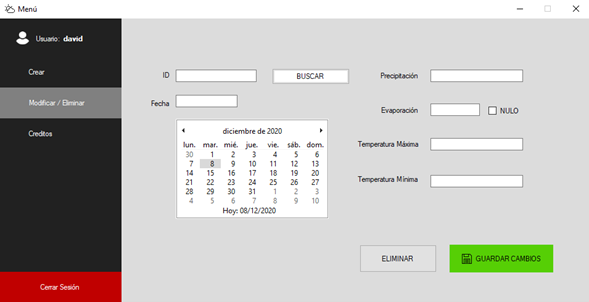 Menú
Usuario: david
Crear
Modificar / Eliminar
Creditos
Cerrar Sesión
ID
BUSCAR
Fecha
diciembre de 2020
lun. mar. mié. jue. vie. sáb. dom.
30 1 2 3 4 5 6
7 8 9 10 11 12 13
14 15 16 17 18 19 20
21 22 23 24 25 26 27
28 29 30 31 1 2 3
4 5 6 7 8 9 10
Hoy: 08/12/2020
Precipitación
Evaporación
NULO
Temperatura Máxima
Temperatura Mínima
ELIMINAR
GUARDAR CAMBIOS